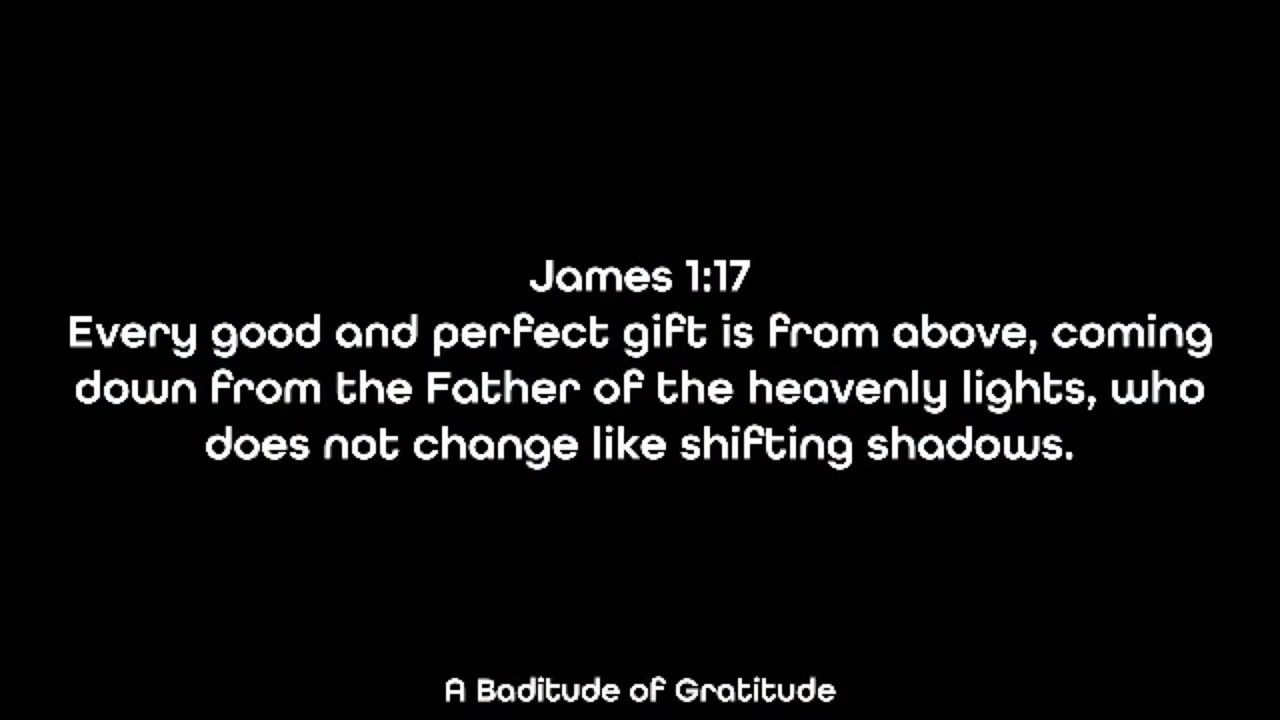 James 1:17
Every good and perfect gift is from above, coming
down from the Father of the heavenly lights, who
does not change like shifting shadows.
A Baditude of Gratitude